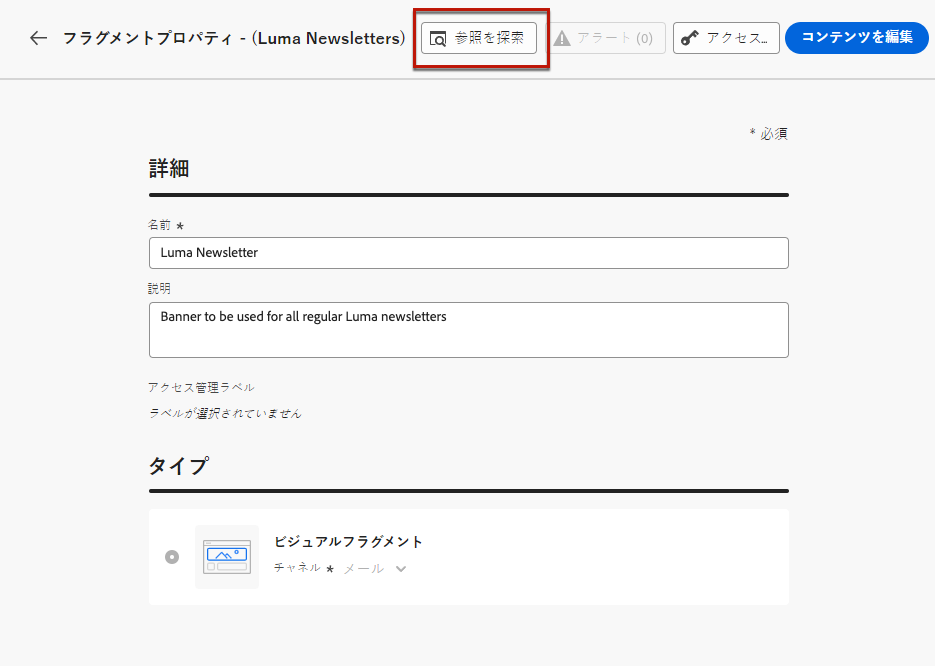 フラグメントプロパティ - (Luma Newsletters) 参照を探索 アラート (0) アクセス... コンテンツを編集
* 必須
詳細
名前 *
Luma Newsletter
説明
Banner to be used for all regular Luma newsletters
アクセス管理ラベル
ラベルが選択されていません
タイプ
ビジュアルフラグメント
チャネル * メール